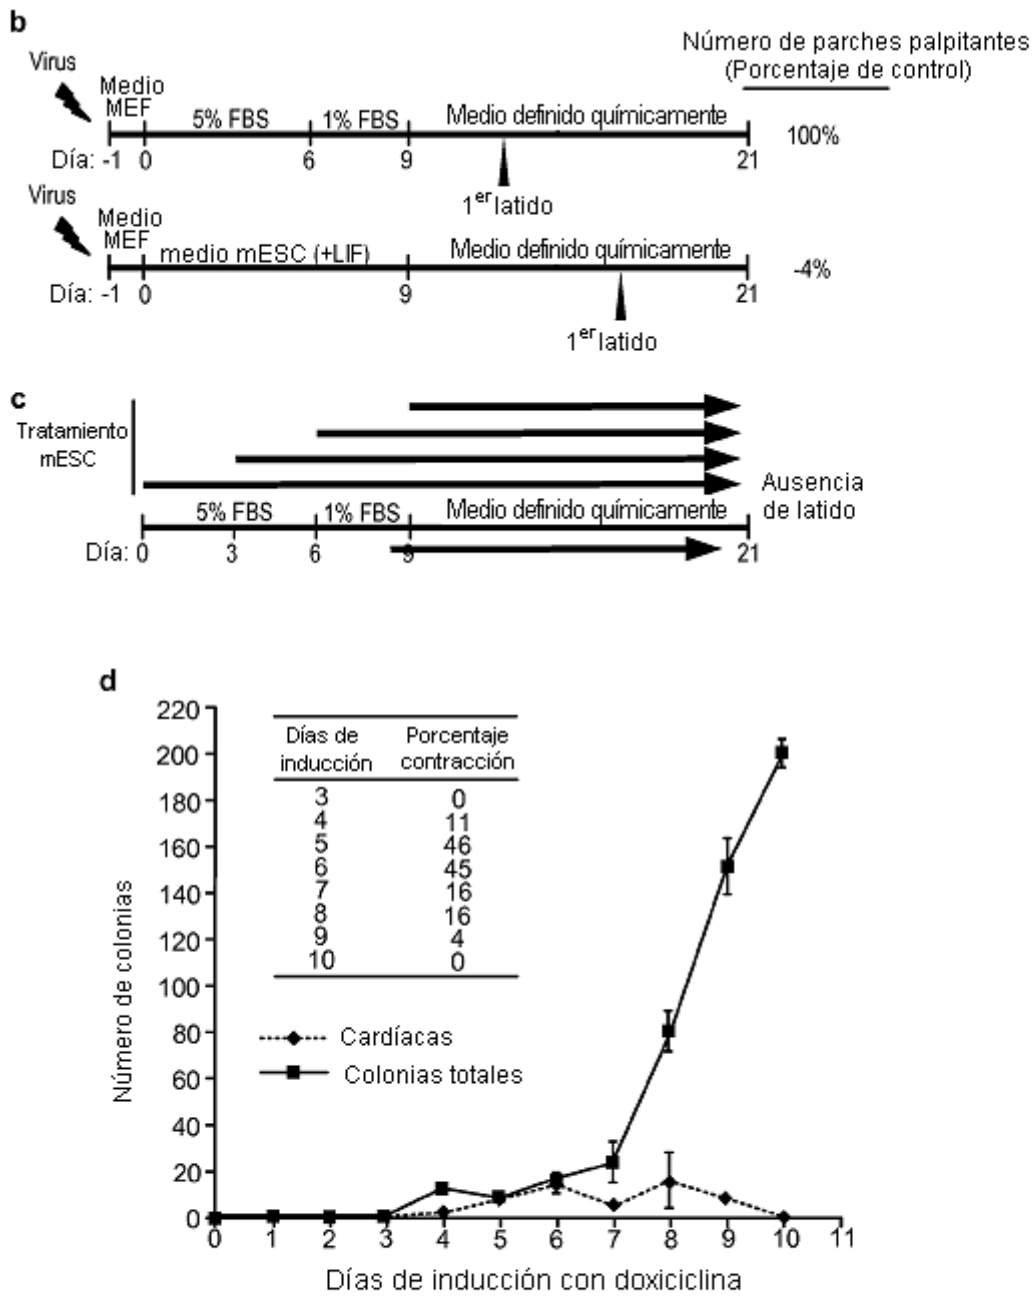 b
Número de parches palpitantes
(Porcentaje de control)
Virus
Medio
MEF
5% FBS
1% FBS
Medio definido químicamente
100%
Día: -1 0 6 9 21
1er latido
Virus
Medio
MEF
medio mESC (+LIF)
Medio definido químicamente
-4%
Día: -1 0 9 21
1er latido
c
Tratamiento
mESC
Ausencia
de latido
5% FBS
1% FBS
Medio definido químicamente
Día: 0 3 6 9 21
d
Número de colonias
220
200
180
160
140
120
100
80
60
40
20
0
Días de inducción Porcentaje contracción
3 0
4 11
5 46
6 45
7 16
8 16
9 4
10 0
Cardíacas
Colonias totales
0 1 2 3 4 5 6 7 8 9 10 11
Días de inducción con doxiciclina